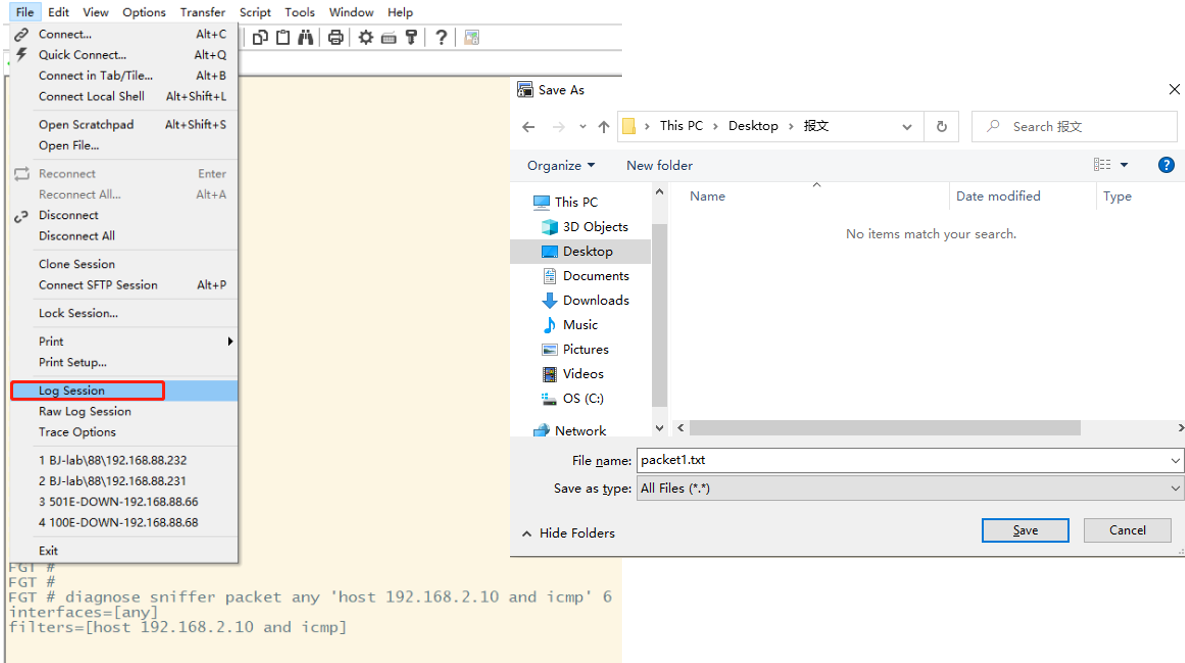 File Edit View Options Transfer Script Tools Window Help
Connect... Alt+C
Quick Connect... Alt+Q
Connect in Tab/Tile... Alt+B
Connect Local Shell Alt+Shift+L
Open Scratchpad Alt+Shift+S
Open File...
Reconnect Enter
Reconnect All... Alt+A
Disconnect
Disconnect All
Clone Session
Connect SFTP Session Alt+P
Lock Session...
Print
Print Setup...
Log Session
Raw Log Session
Trace Options
1 BJ-lab\88\192.168.88.232
2 BJ-lab\88\192.168.88.231
3 501E-DOWN-192.168.88.66
4 100E-DOWN-192.168.88.68
Exit
FGT #
FGT #
FGT # diagnose sniffer packet any 'host 192.168.2.10 and icmp' 6
interfaces=[any]
filters=[host 192.168.2.10 and icmp]
Save As
This PC › Desktop › 报文
Search 报文
Organize New folder
Name Date modified Type
No items match your search.
This PC
3D Objects
Desktop
Documents
Downloads
Music
Pictures
Videos
OS (C:)
Network
File name: packet1.txt
Save as type: All Files (*.*)
Hide Folders
Save Cancel